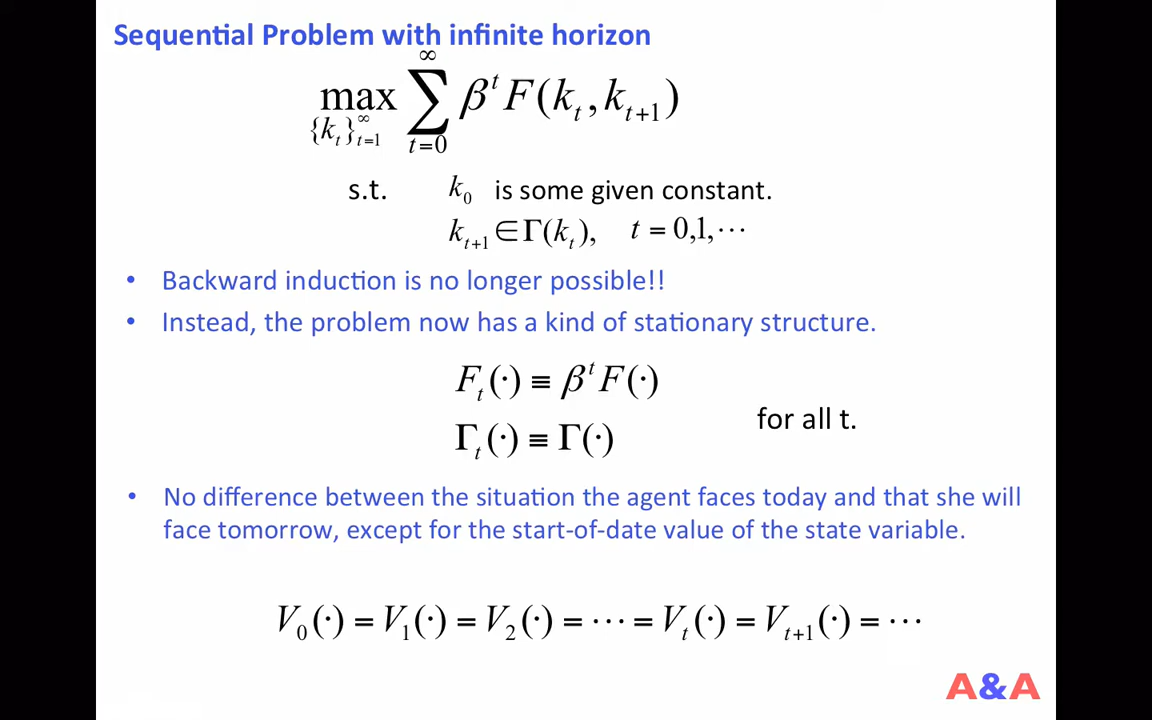 Sequential Problem with infinite horizon
max_{{k_t}_{t=1}^∞} ∑_{t=0}^∞ β^t F(k_t, k_{t+1})
s.t. k_0 is some given constant.
k_{t+1} ∈ Γ(k_t), t = 0,1,⋯
• Backward induction is no longer possible!!
• Instead, the problem now has a kind of stationary structure.
F_t(·) ≡ β^t F(·)
for all t.
Γ_t(·) ≡ Γ(·)
• No difference between the situation the agent faces today and that she will
face tomorrow, except for the start-of-date value of the state variable.
V_0(·) = V_1(·) = V_2(·) = ⋯ = V_t(·) = V_{t+1}(·) = ⋯
A&A